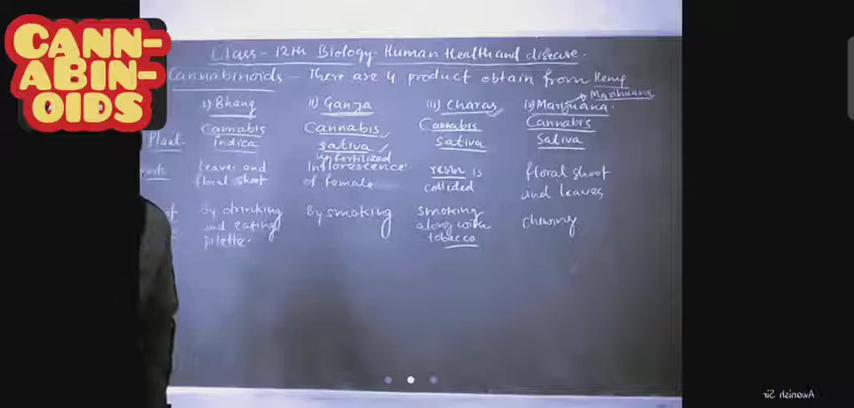 CANN-
ABIN-
OIDS
Class - 12th Biology Human Health and disease.
Cannabinoids - There are 4 product obtain from Hemp
Marihuana
i) Bhang ii) Ganja iii) Charas iv) Marijuana.
Plant Cannabis Cannabis Cannabis Cannabis
indica sativa Sativa Sativa
unfertilized
leaves and Inflorescence resin is floral shoot
floral shoot of female collided and leaves
By drinking By smoking smoking chewing
and eating along with
tobacco
Awanish Sir